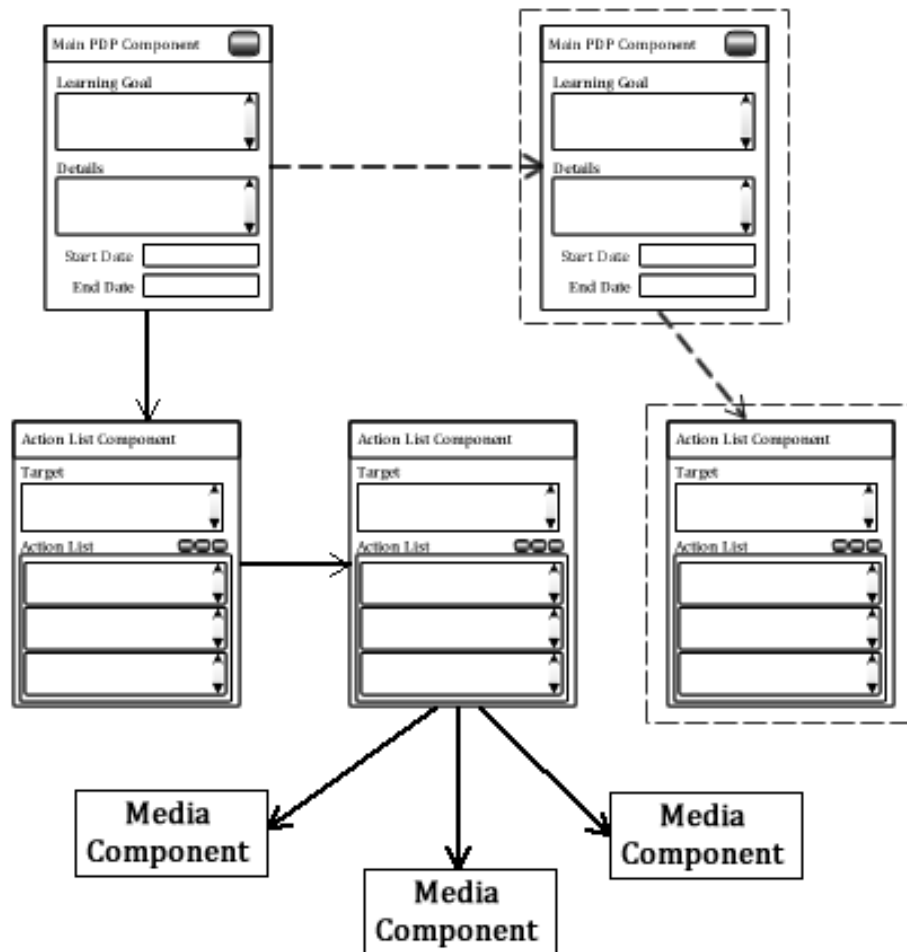 Main PDP Component
Learning Goal
Details
Start Date
End Date
Main PDP Component
Learning Goal
Details
Start Date
End Date
Action List Component
Target
Action List
Action List Component
Target
Action List
Action List Component
Target
Action List
Media
Component
Media
Component
Media
Component